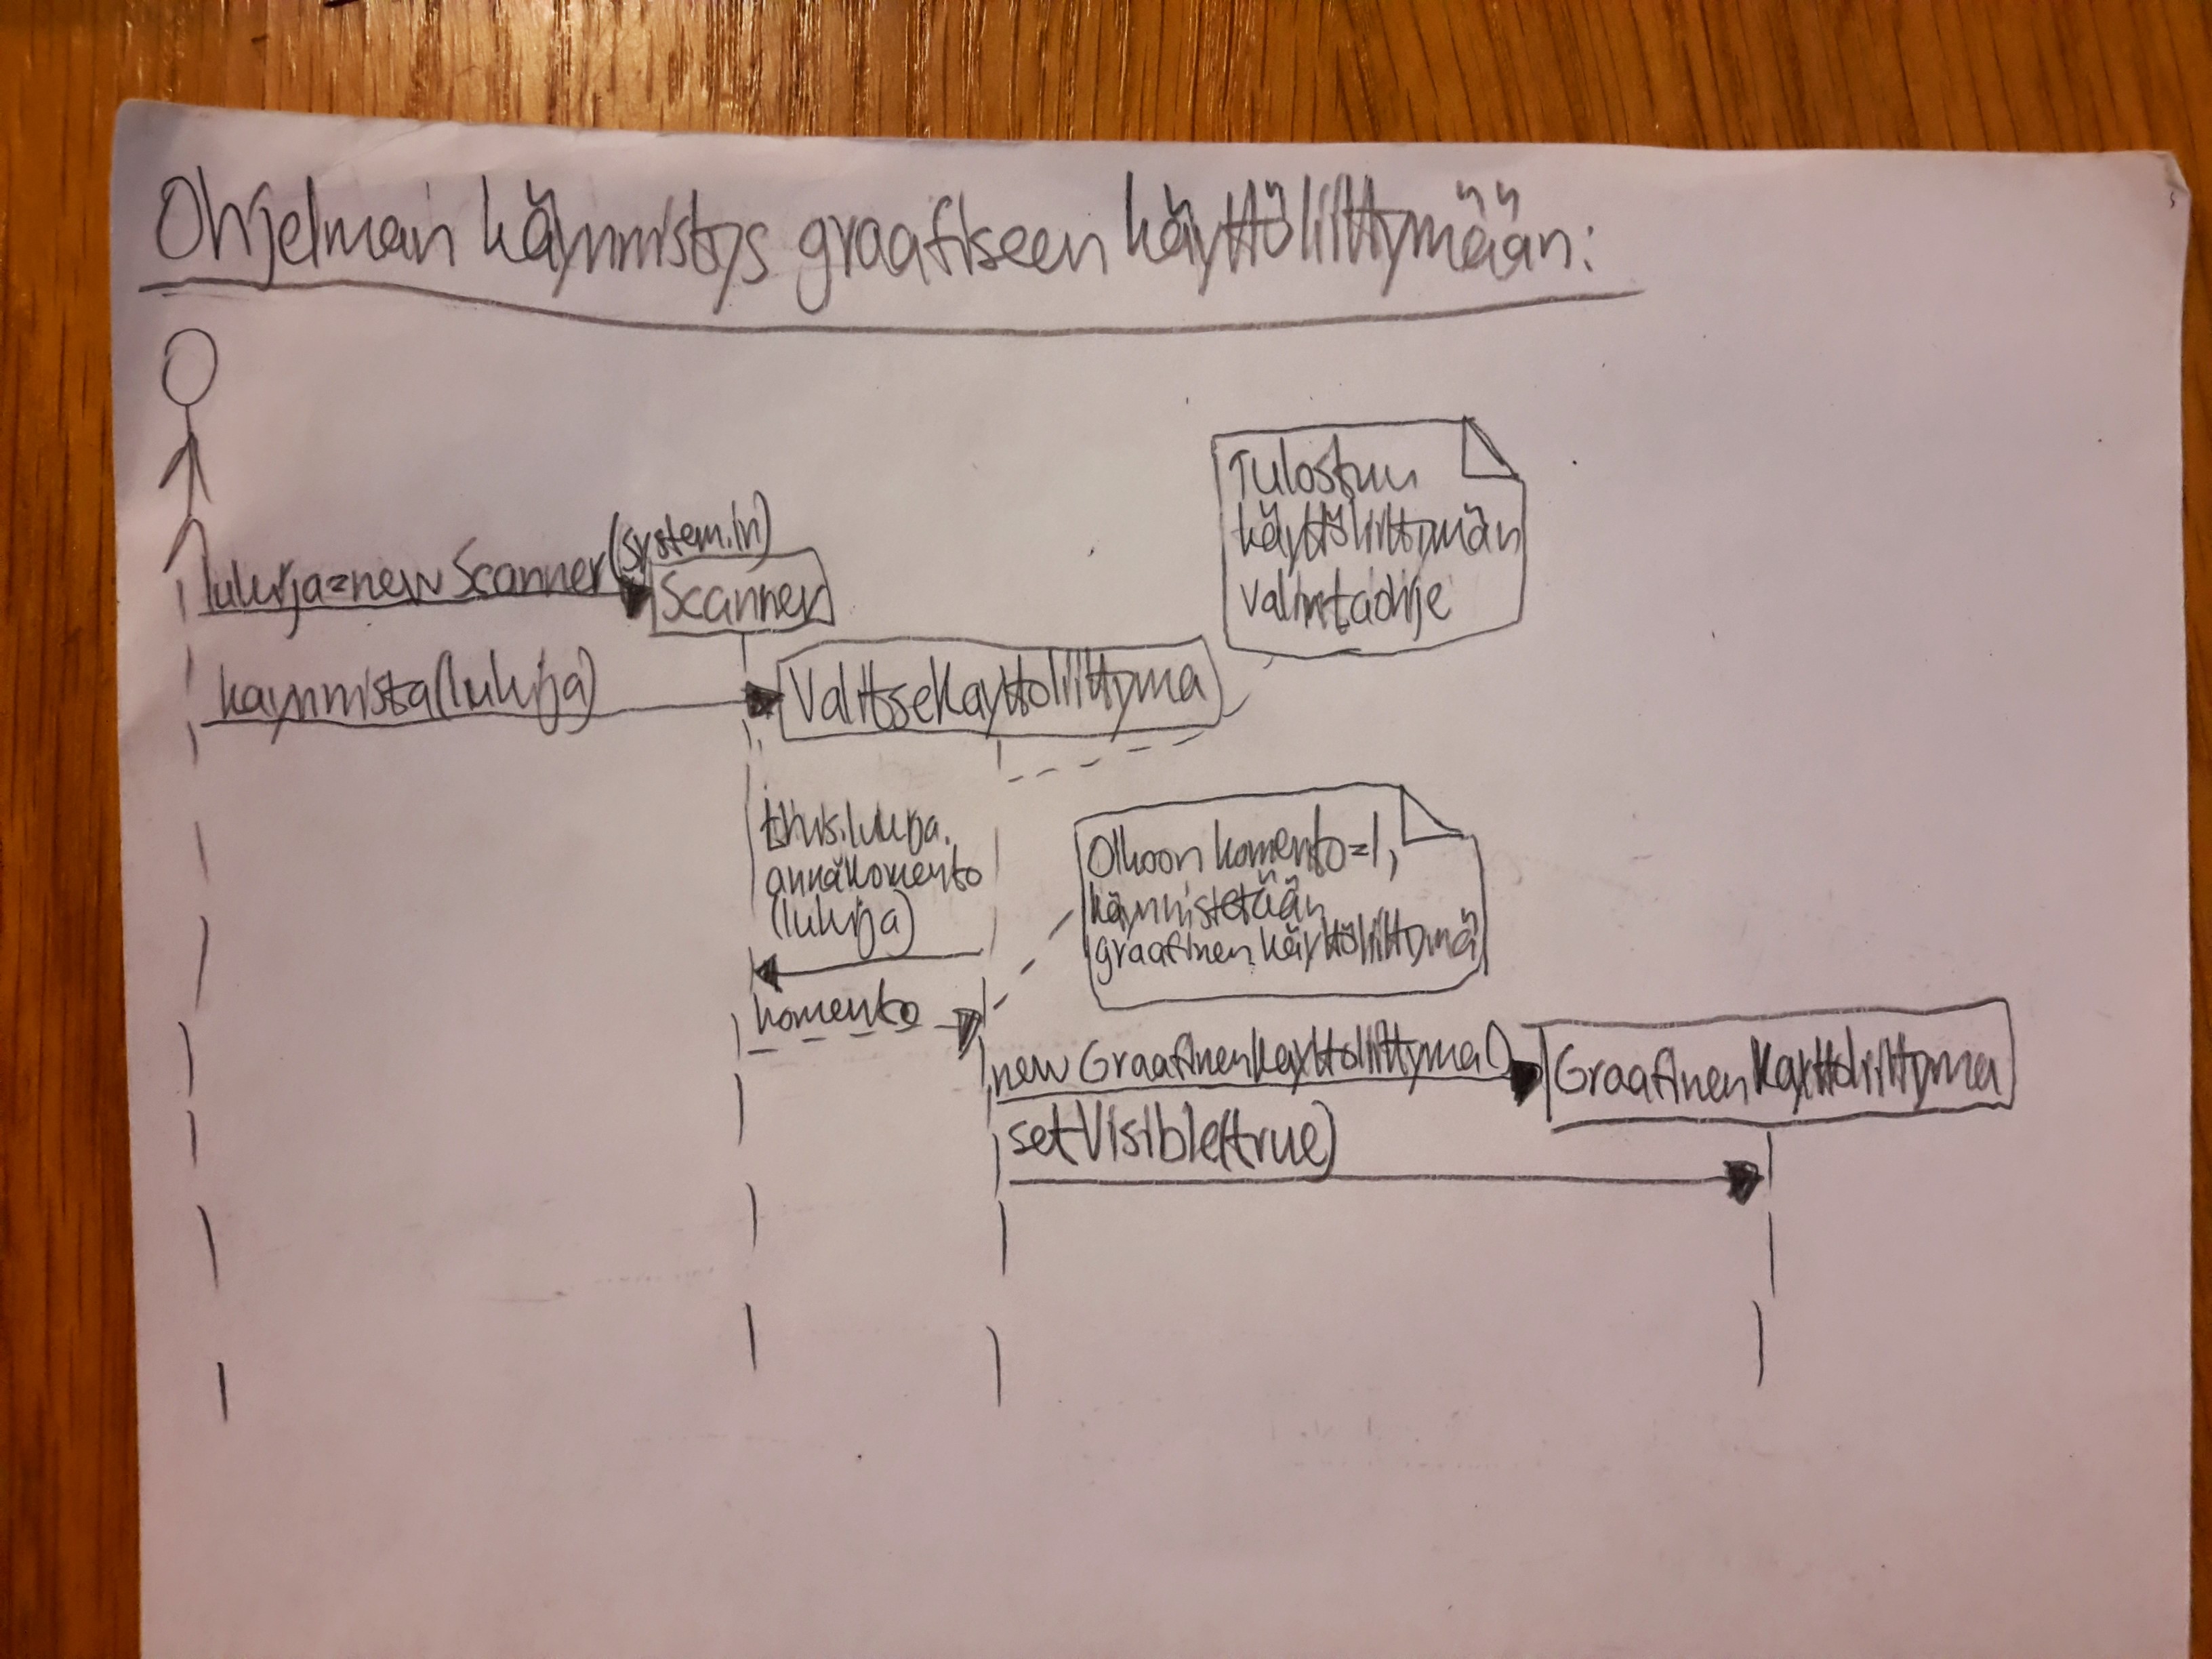 Ohjelman käynnistys graafiseen käyttöliittymään:
Tulostuu
käyttöliittymän
valintaohje
lukija=new Scanner(System.in)
Scanner
kaynnista(lukija)
ValitseKayttoliittyma
this.lukija.
annaKomento
(lukija)
Olkoon komento=1,
käynnistetään
graafinen käyttöliittymä
komento
new GraafinenKayttoliittyma()
GraafinenKayttoliittyma
setVisible(true)